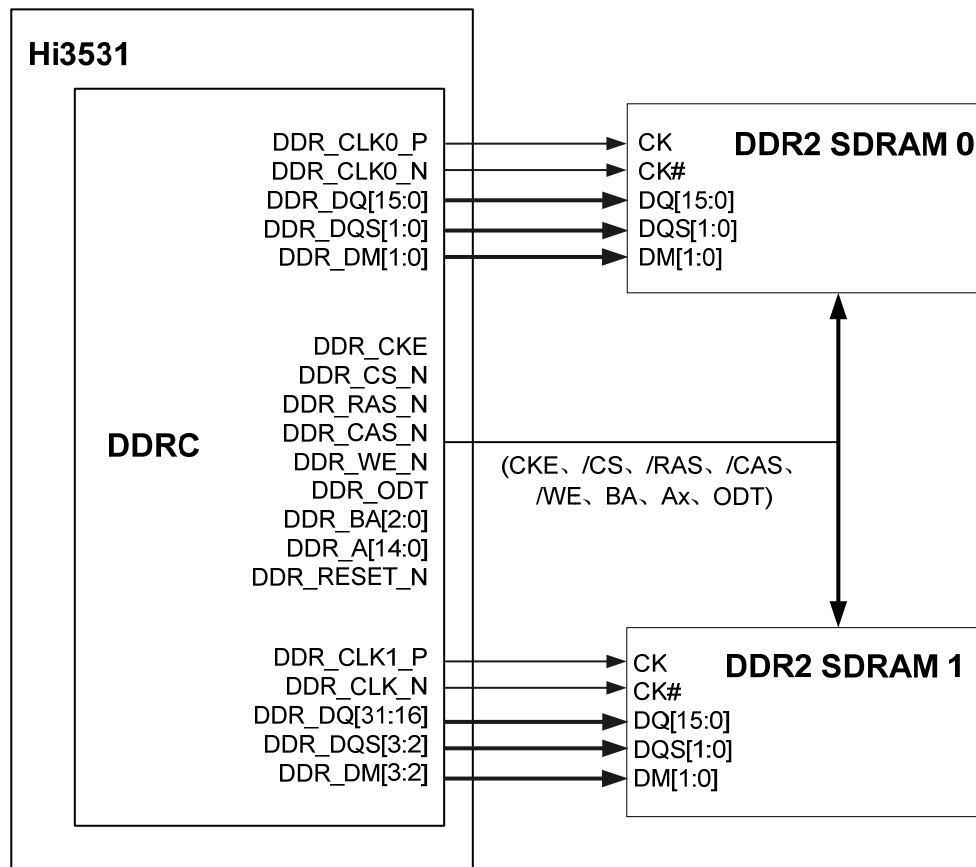 Hi3531
DDRC
DDR_CLK0_P
DDR_CLK0_N
DDR_DQ[15:0]
DDR_DQS[1:0]
DDR_DM[1:0]
CK
CK#
DQ[15:0]
DQS[1:0]
DM[1:0]
DDR2 SDRAM 0
DDR_CKE
DDR_CS_N
DDR_RAS_N
DDR_CAS_N
DDR_WE_N
DDR_ODT
DDR_BA[2:0]
DDR_A[14:0]
DDR_RESET_N
(CKE、/CS、/RAS、/CAS、
/WE、BA、Ax、ODT)
DDR_CLK1_P
DDR_CLK_N
DDR_DQ[31:16]
DDR_DQS[3:2]
DDR_DM[3:2]
CK
CK#
DQ[15:0]
DQS[1:0]
DM[1:0]
DDR2 SDRAM 1